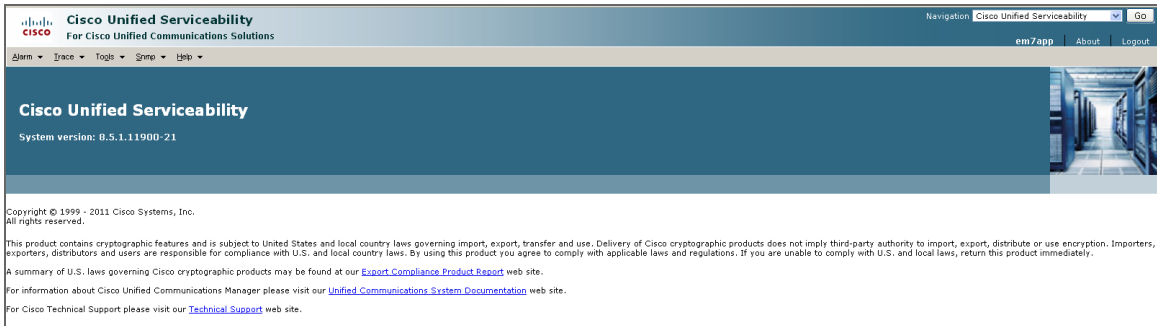 Cisco Unified Serviceability
Navigation Cisco Unified Serviceability Go
CISCO
For Cisco Unified Communications Solutions
em7app About Logout
Alarm Trace Tools Snmp Help
Cisco Unified Serviceability
System version: 8.5.1.11900-21
Copyright © 1999 - 2011 Cisco Systems, Inc.
All rights reserved.
This product contains cryptographic features and is subject to United States and local country laws governing import, export, transfer and use. Delivery of Cisco cryptographic products does not imply third-party authority to import, export, distribute or use encryption. Importers,
exporters, distributors and users are responsible for compliance with U.S. and local country laws. By using this product you agree to comply with applicable laws and regulations. If you are unable to comply with U.S. and local laws, return this product immediately.
A summary of U.S. laws governing Cisco cryptographic products may be found at our Export Compliance Product Report web site.
For information about Cisco Unified Communications Manager please visit our Unified Communications System Documentation web site.
For Cisco Technical Support please visit our Technical Support web site.